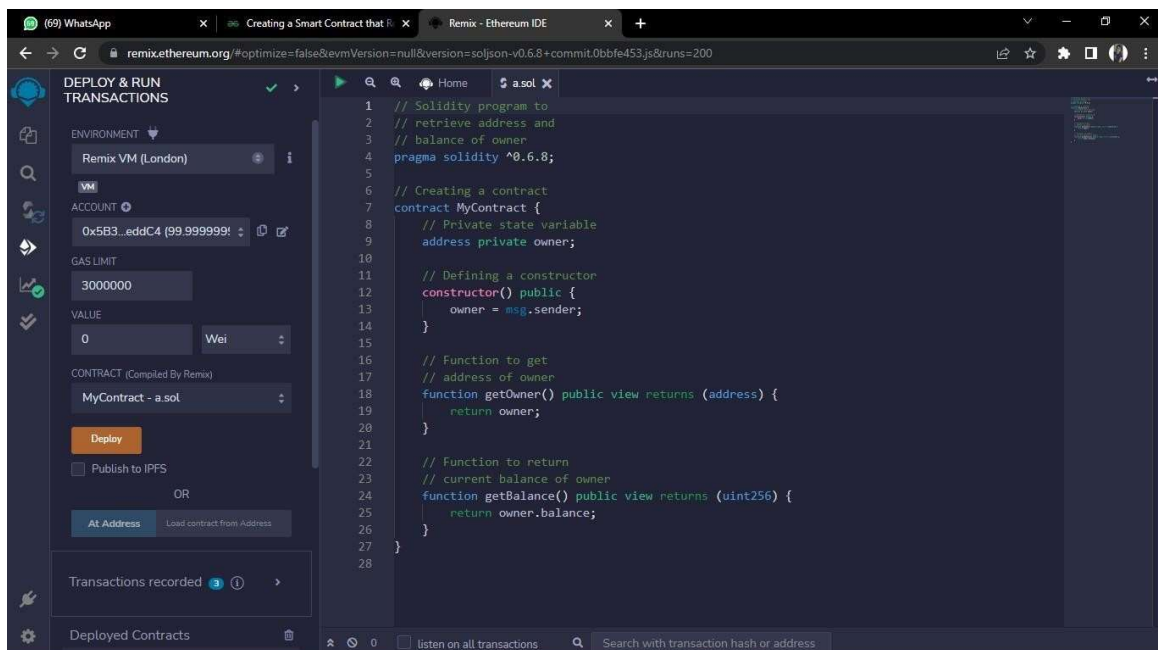 (69) WhatsApp
Creating a Smart Contract that R
Remix - Ethereum IDE
remix.ethereum.org/#optimize=false&evmVersion=null&version=soljson-v0.6.8+commit.0bbfe453.js&runs=200
DEPLOY & RUN
TRANSACTIONS
ENVIRONMENT
Remix VM (London)
VM
ACCOUNT
0x5B3...eddC4 (99.9999999
GAS LIMIT
3000000
VALUE
0
Wei
CONTRACT (Compiled By Remix)
MyContract - a.sol
Deploy
Publish to IPFS
OR
At Address
Load contract from Address
Transactions recorded 3
Deployed Contracts
Home
a.sol
1 // Solidity program to
2 // retrieve address and
3 // balance of owner
4 pragma solidity ^0.6.8;
5
6 // Creating a contract
7 contract MyContract {
8 // Private state variable
9 address private owner;
10
11 // Defining a constructor
12 constructor() public {
13 owner = msg.sender;
14 }
15
16 // Function to get
17 // address of owner
18 function getOwner() public view returns (address) {
19 return owner;
20 }
21
22 // Function to return
23 // current balance of owner
24 function getBalance() public view returns (uint256) {
25 return owner.balance;
26 }
27 }
28
0
listen on all transactions
Search with transaction hash or address